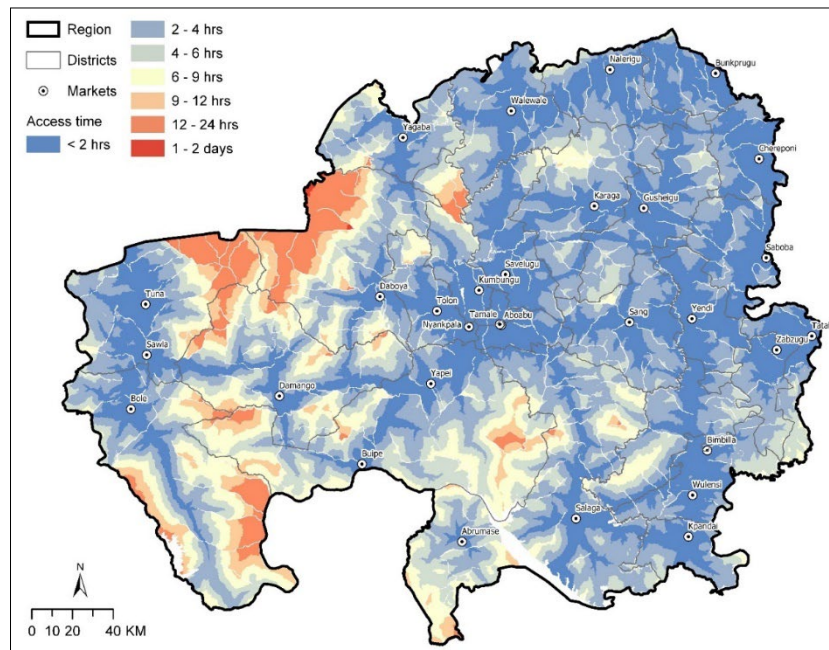 Region
Districts
Markets
Access time
< 2 hrs
2 - 4 hrs
4 - 6 hrs
6 - 9 hrs
9 - 12 hrs
12 - 24 hrs
1 - 2 days
Nalerigu
Bunkprugu
Walewale
Yagaba
Chereponi
Karaga
Gusheigu
Saboba
Savelugu
Kumbungu
Daboya
Tuna
Tolon
Tamale
Aboabu
Nyankpala
Sang
Yendi
Tatal
Zabzugu
Sawla
Damango
Yapei
Bole
Bimbilla
Buipe
Wulensi
Salaga
Kpandai
Abrumase
N
0 10 20 40 KM